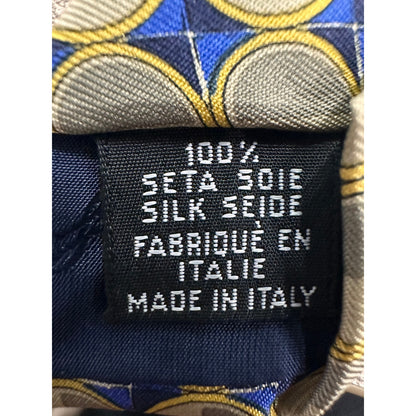 100%
SETA SOIE
SILK SEIDE
FABRIQUÉ EN
ITALIE
MADE IN ITALY